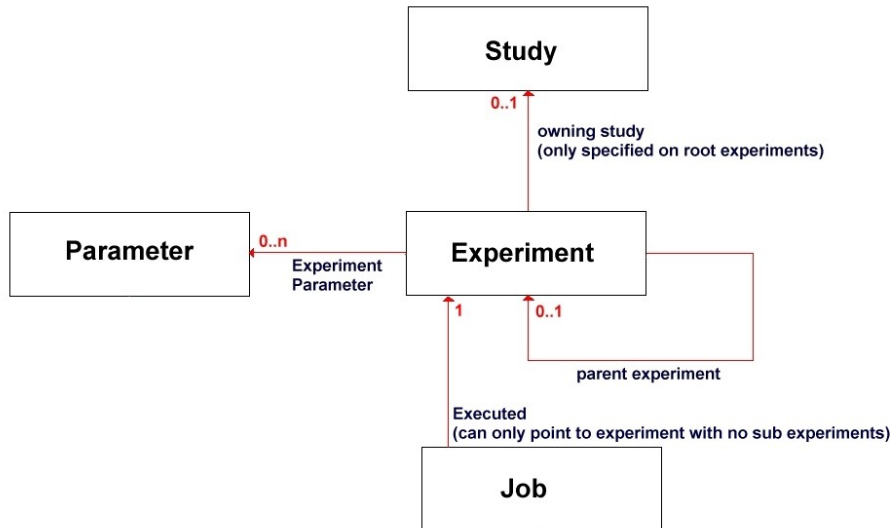 Study
0..1
owning study
(only specified on root experiments)
Parameter
0..n
Experiment
Parameter
Experiment
1
0..1
parent experiment
Executed
(can only point to experiment with no sub experiments)
Job